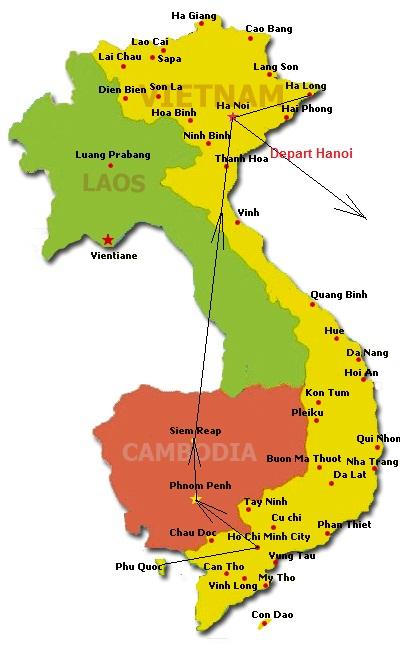 Ha Giang
Cao Bang
Lao Cai
Lai Chau
Sapa
Lang Son
Dien Bien
Son La
VIETNAM
Ha Long
Ha Noi
Hoa Binh
Hai Phong
Ninh Binh
Luang Prabang
Thanh Hoa
Depart Hanoi
LAOS
Vinh
Vientiane
Quang Binh
Hue
Da Nang
Hoi An
Kon Tum
Pleiku
Siem Reap
CAMBODIA
Qui Nhon
Buon Ma Thuot
Nha Trang
Da Lat
Phnom Penh
Tay Ninh
Cu chi
Phan Thiet
Chau Doc
Ho Chi Minh City
Vung Tau
Phu Quoc
Can Tho
My Tho
Vinh Long
Con Dao